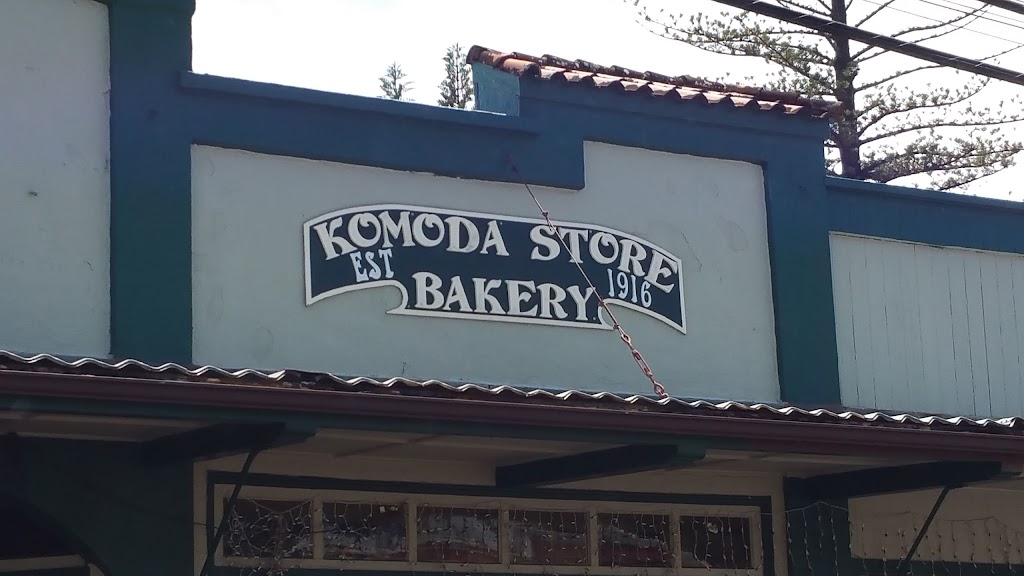 KOMODA STORE
EST 1916
BAKERY